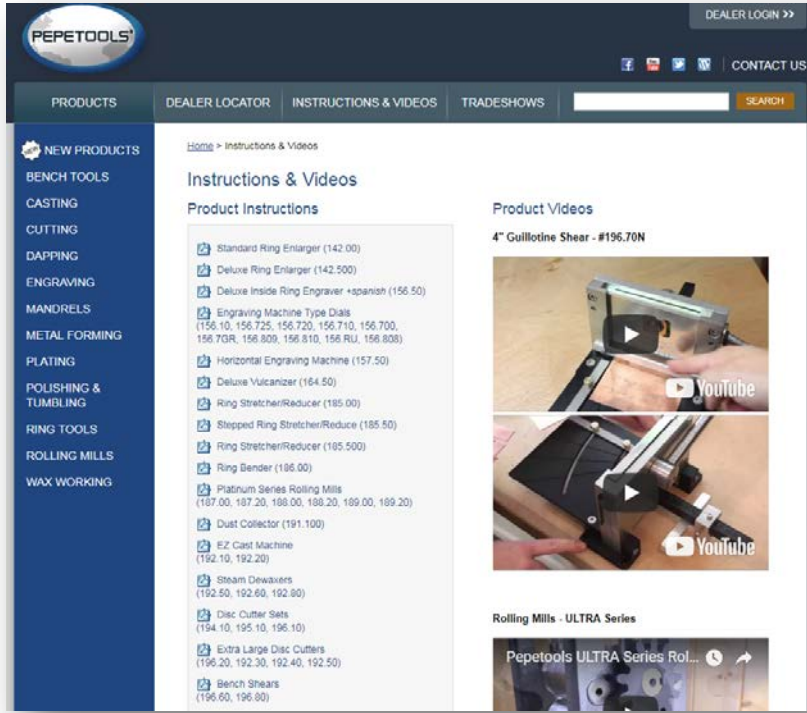 DEALER LOGIN >>
PEPETOOLS'
CONTACT US
PRODUCTS
DEALER LOCATOR
INSTRUCTIONS & VIDEOS
TRADESHOWS
SEARCH
NEW PRODUCTS
BENCH TOOLS
CASTING
CUTTING
DAPPING
ENGRAVING
MANDRELS
METAL FORMING
PLATING
POLISHING &
TUMBLING
RING TOOLS
ROLLING MILLS
WAX WORKING
Home > Instructions & Videos
Instructions & Videos
Product Instructions
Standard Ring Enlarger (142.00)
Deluxe Ring Enlarger (142.500)
Deluxe Inside Ring Engraver +spanish (156.50)
Engraving Machine Type Dials
(156.10, 156.725, 156.720, 156.710, 156.700,
156.7GR, 156.809, 156.810, 156 RU, 156.808)
Horizontal Engraving Machine (157.50)
Deluxe Vulcanizer (164.50)
Ring Stretcher/Reducer (185.00)
Stepped Ring Stretcher/Reduce (185.50)
Ring Stretcher/Reducer (185.500)
Ring Bender (186.00)
Platinum Series Rolling Mills
(187.00, 187.20, 188.00, 188.20, 189.00, 189.20)
Dust Collector (191.100)
EZ Cast Machine
(192.10, 192.20)
Steam Dewaxers
(192.50, 192.60, 192.80)
Disc Cutter Sets
(194.10, 195.10, 196.10)
Extra Large Disc Cutters
(196.20, 192.30, 192.40, 192.50)
Bench Shears
(196.60, 196.80)
Product Videos
4" Guillotine Shear - #196.70N
YouTube
YouTube
Rolling Mills - ULTRA Series
Pepetools ULTRA Series Rol...